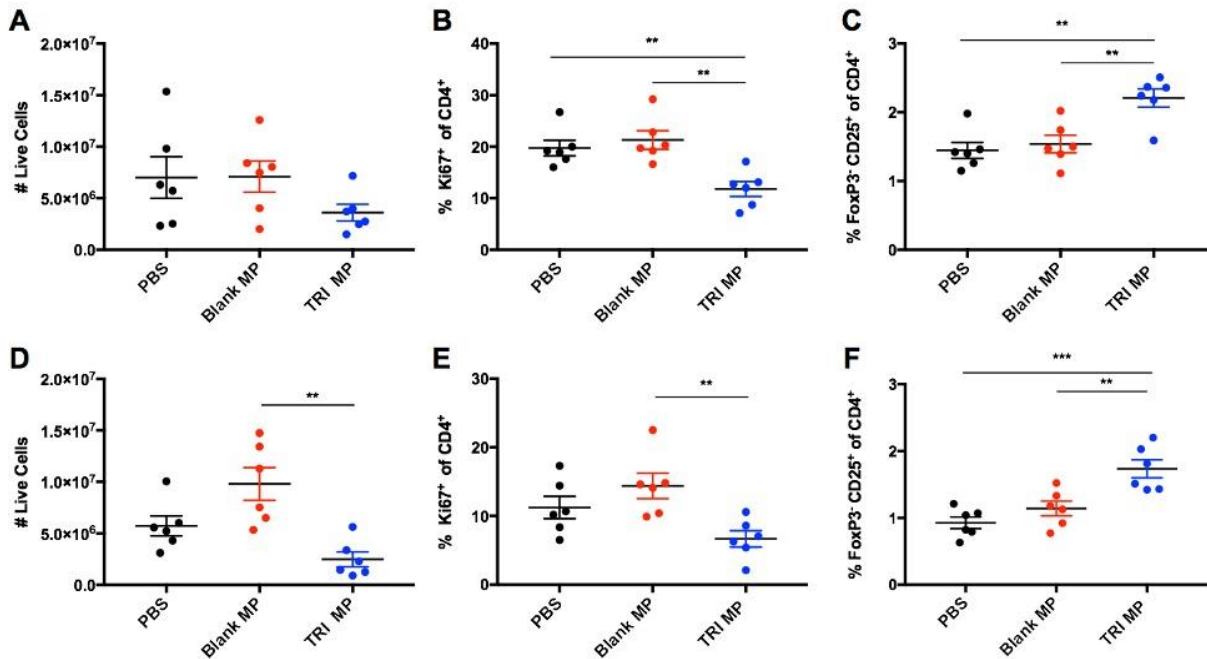 A
# Live Cells
2.0×10⁷
1.5×10⁷
1.0×10⁷
5.0×10⁶
0.0
PBS
Blank MP
TRI MP
B
% Ki67⁺ of CD4⁺
40
30
20
10
0
**
**
PBS
Blank MP
TRI MP
C
% FoxP3⁻ CD25⁺ of CD4⁺
3
2
1
0
**
**
PBS
Blank MP
TRI MP
D
# Live Cells
2.0×10⁷
1.5×10⁷
1.0×10⁷
5.0×10⁶
0.0
**
PBS
Blank MP
TRI MP
E
% Ki67⁺ of CD4⁺
30
20
10
0
**
PBS
Blank MP
TRI MP
F
% FoxP3⁻ CD25⁺ of CD4⁺
3
2
1
0
***
**
PBS
Blank MP
TRI MP